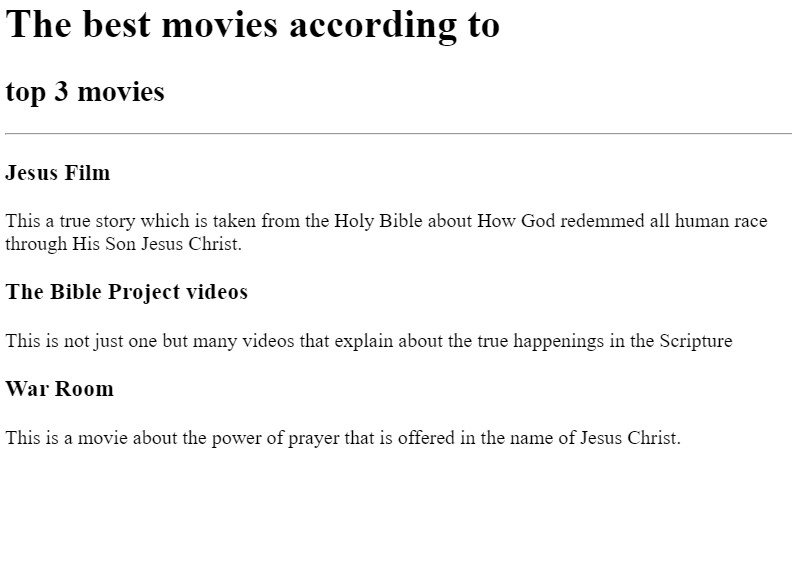 The best movies according to
top 3 movies
Jesus Film
This a true story which is taken from the Holy Bible about How God redemmed all human race
through His Son Jesus Christ.
The Bible Project videos
This is not just one but many videos that explain about the true happenings in the Scripture
War Room
This is a movie about the power of prayer that is offered in the name of Jesus Christ.